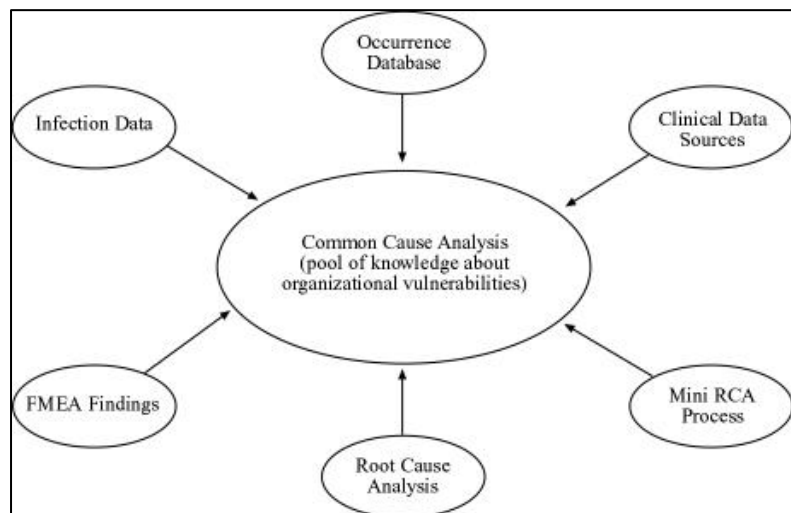 Occurrence
Database
Infection Data
Clinical Data
Sources
Common Cause Analysis
(pool of knowledge about
organizational vulnerabilities)
FMEA Findings
Mini RCA
Process
Root Cause
Analysis